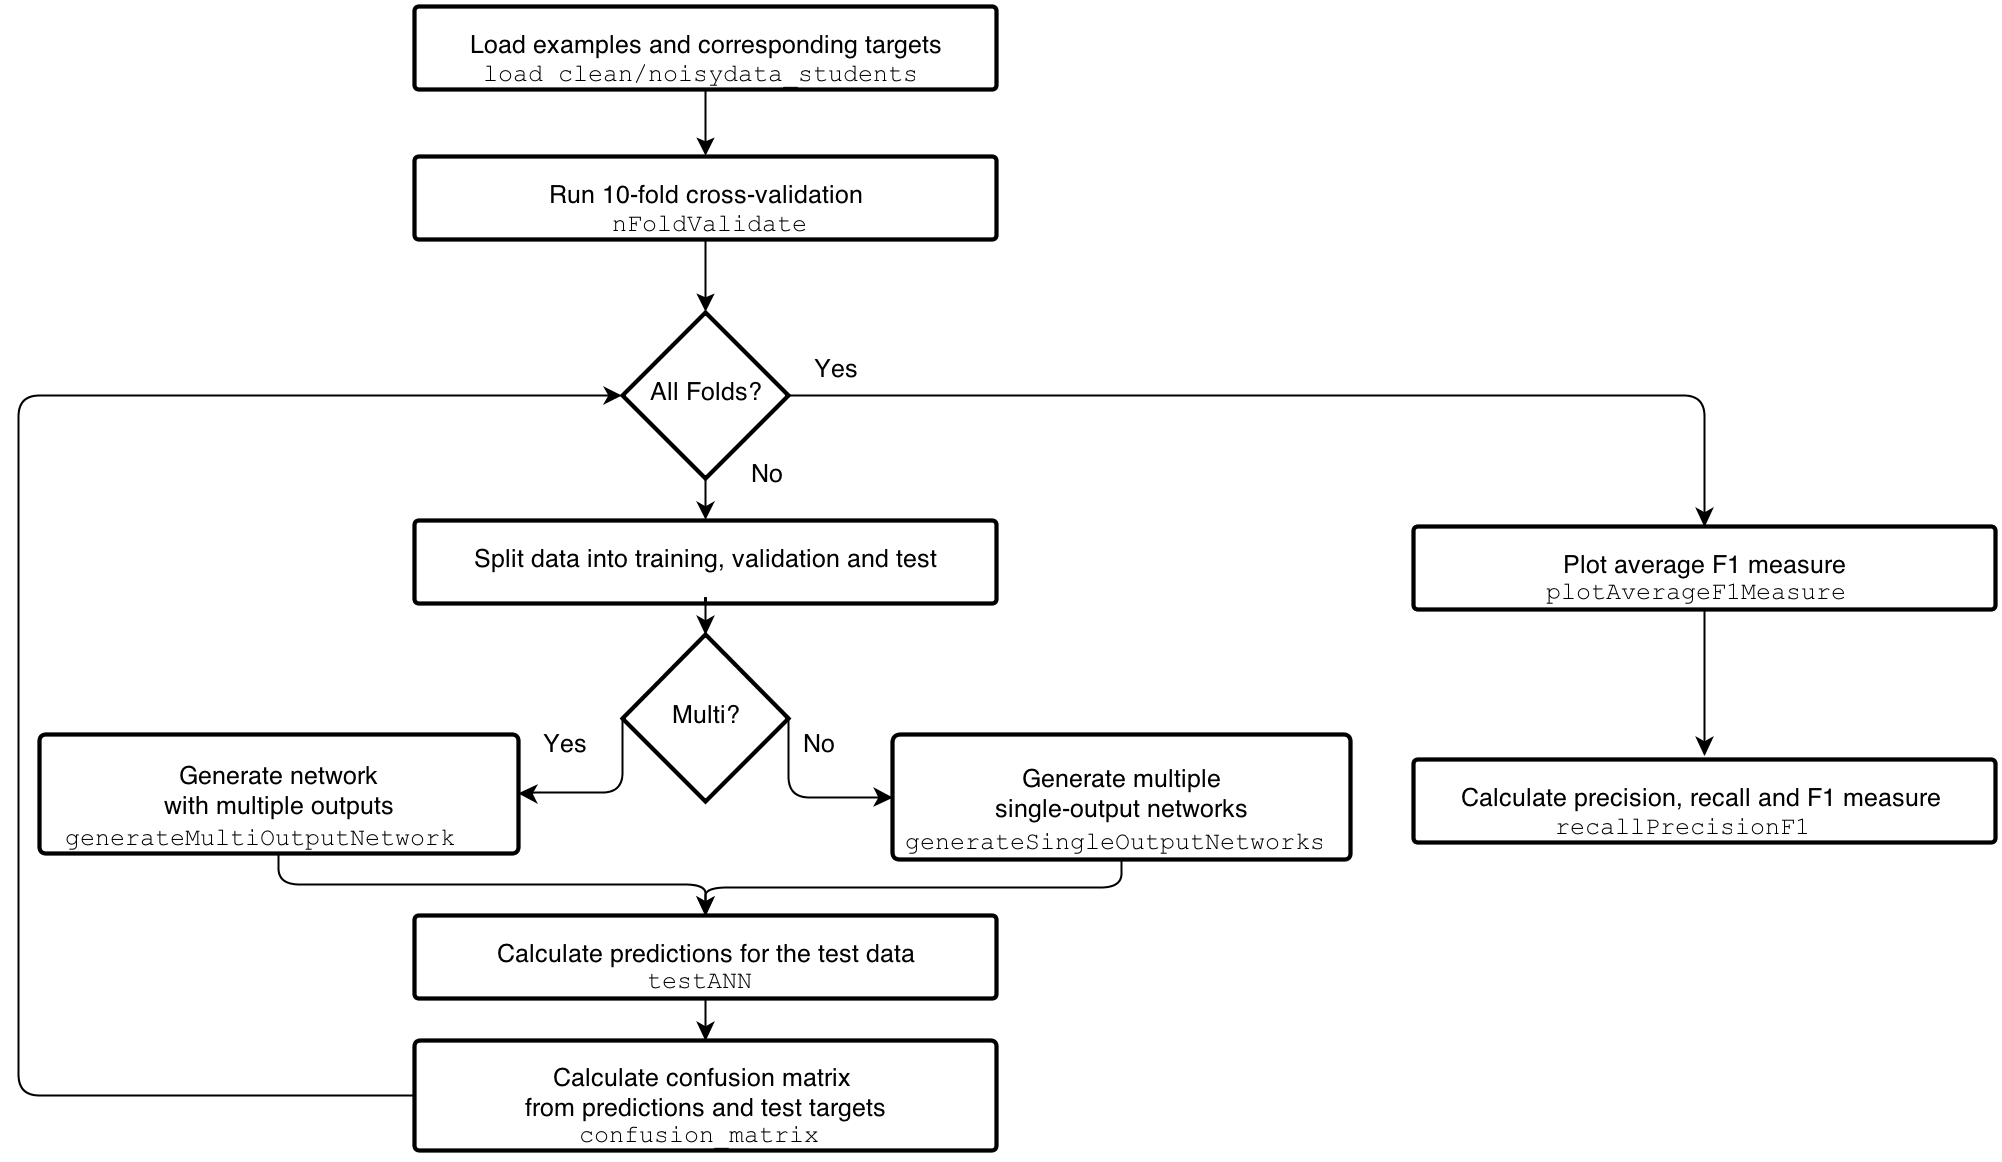 Load examples and corresponding targets
load clean/noisydata_students
Run 10-fold cross-validation
nFoldValidate
All Folds?
Yes
No
Split data into training, validation and test
Multi?
Yes
No
Generate network
with multiple outputs
generateMultiOutputNetwork
Generate multiple
single-output networks
generateSingleOutputNetworks
Calculate predictions for the test data
testANN
Calculate confusion matrix
from predictions and test targets
confusion_matrix
Plot average F1 measure
plotAverageF1Measure
Calculate precision, recall and F1 measure
recallPrecisionF1